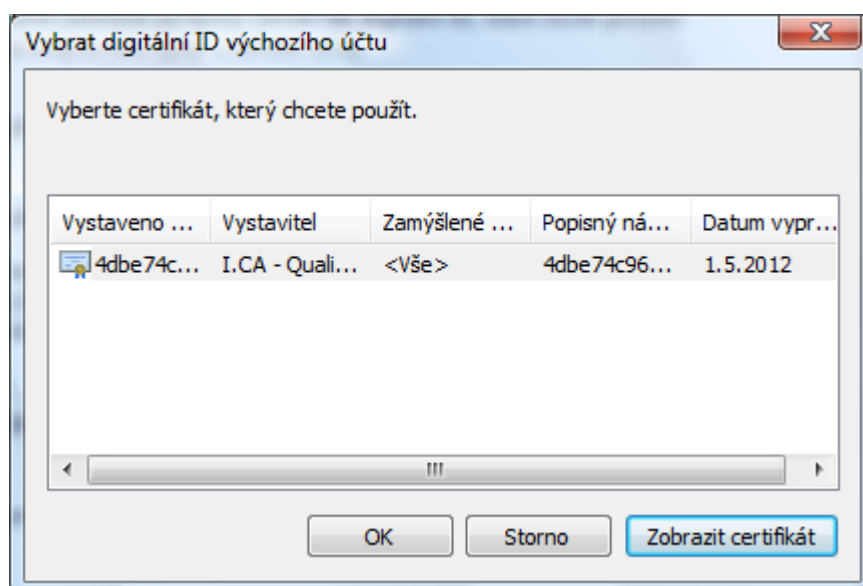 Vybrat digitální ID výchozího účtu
Vyberte certifikát, který chcete použít.
Vystaveno ... Vystavitel Zamýšlené ... Popisný ná... Datum vypr...
4dbe74c... I.CA - Quali... <Vše> 4dbe74c96... 1.5.2012
OK Storno Zobrazit certifikát